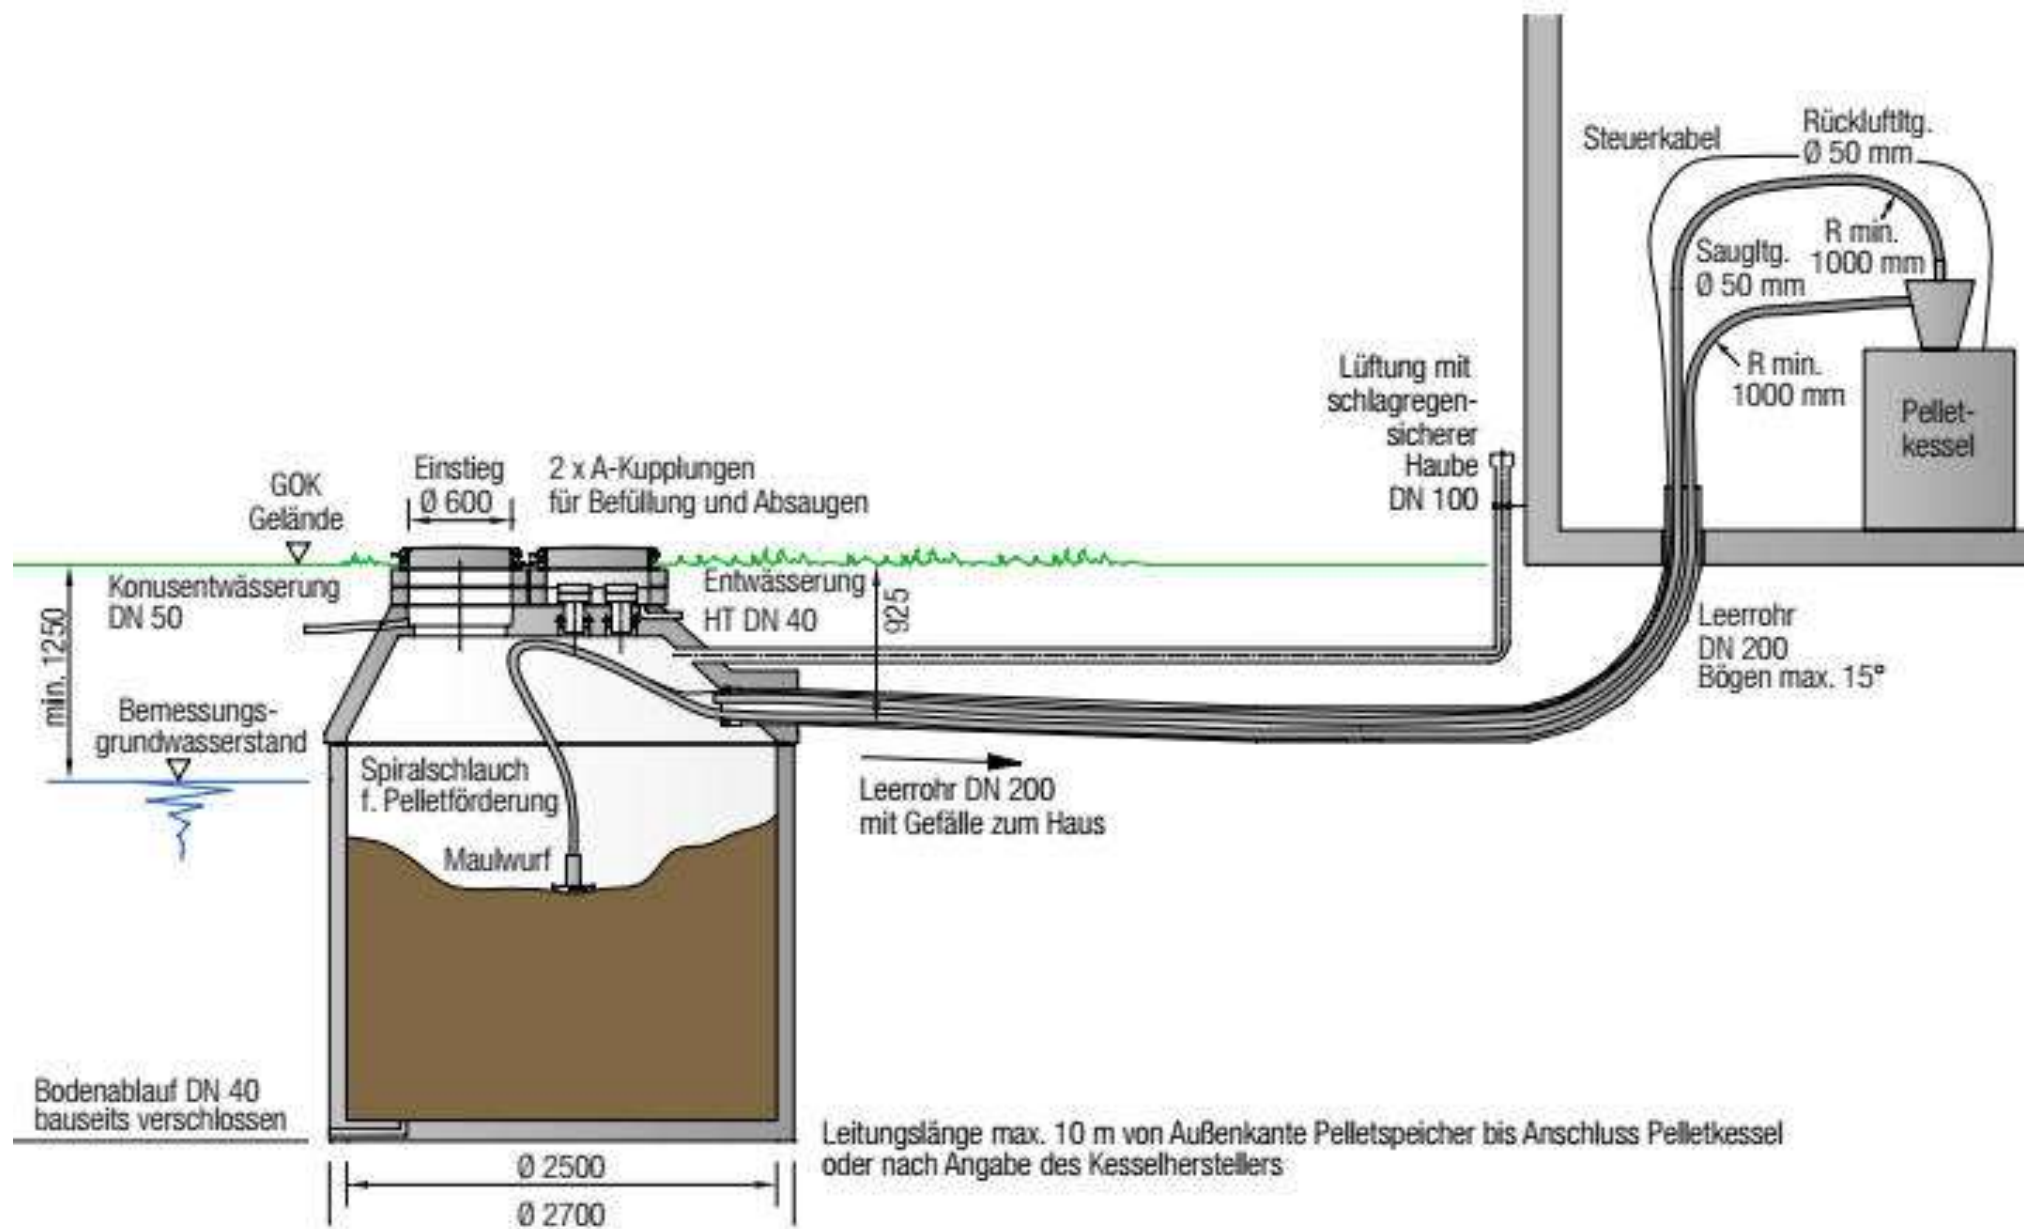 Steuerkabel
Rückluftltg.
Ø 50 mm
R min.
1000 mm
Saugltg.
Ø 50 mm
R min.
1000 mm
Pellet-
kessel
Lüftung mit
schlagregen-
sicherer
Haube
DN 100
GOK
Gelände
Einstieg
Ø 600
2 x A-Kupplungen
für Befüllung und Absaugen
Konusentwässerung
DN 50
Entwässerung
HT DN 40
925
min. 1250
Leerrohr
DN 200
Bögen max. 15°
Bemessungs-
grundwasserstand
Spiralschlauch
f. Pelletförderung
Maulwurf
Leerrohr DN 200
mit Gefälle zum Haus
Bodenablauf DN 40
bauseits verschlossen
Leitungslänge max. 10 m von Außenkante Pelletspeicher bis Anschluss Pelletkessel
oder nach Angabe des Kesselherstellers
Ø 2500
Ø 2700